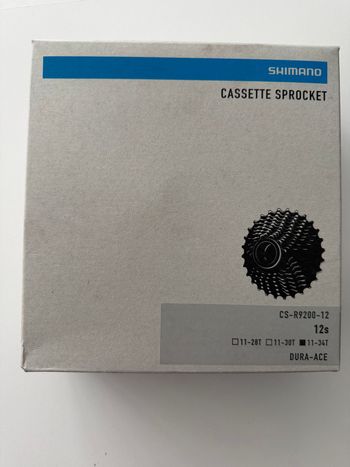 SHIMANO
CASSETTE SPROCKET
CS-R9200-12
12s
☐11-28T ☐11-30T ■11-34T
DURA-ACE